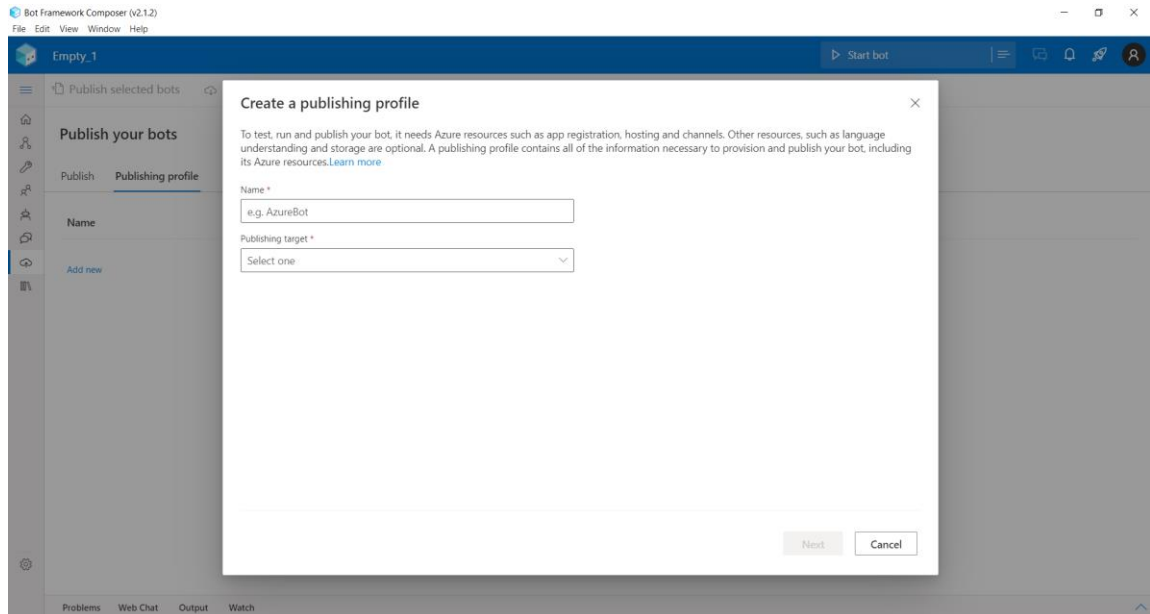 Bot Framework Composer (v2.1.2)
File Edit View Window Help
Empty_1
Start bot
Publish selected bots
Publish your bots
Publish Publishing profile
Name
Add new
Create a publishing profile
To test, run and publish your bot, it needs Azure resources such as app registration, hosting and channels. Other resources, such as language
understanding and storage are optional. A publishing profile contains all of the information necessary to provision and publish your bot, including
its Azure resources.Learn more
Name *
e.g. AzureBot
Publishing target *
Select one
Next Cancel
Problems Web Chat Output Watch